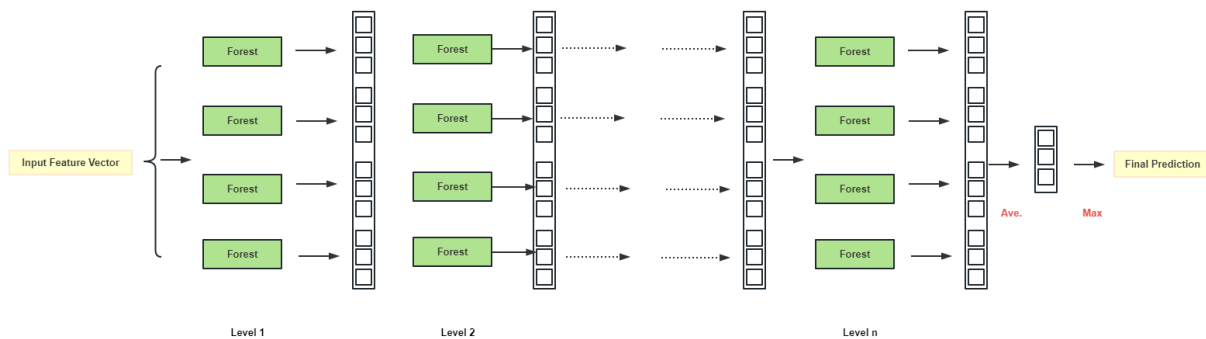 Forest
Forest
Forest
Forest
Forest
Forest
Input Feature Vector
Final Prediction
Forest
Forest
Forest
Ave.
Max
Forest
Forest
Forest
Level 1
Level 2
Level n